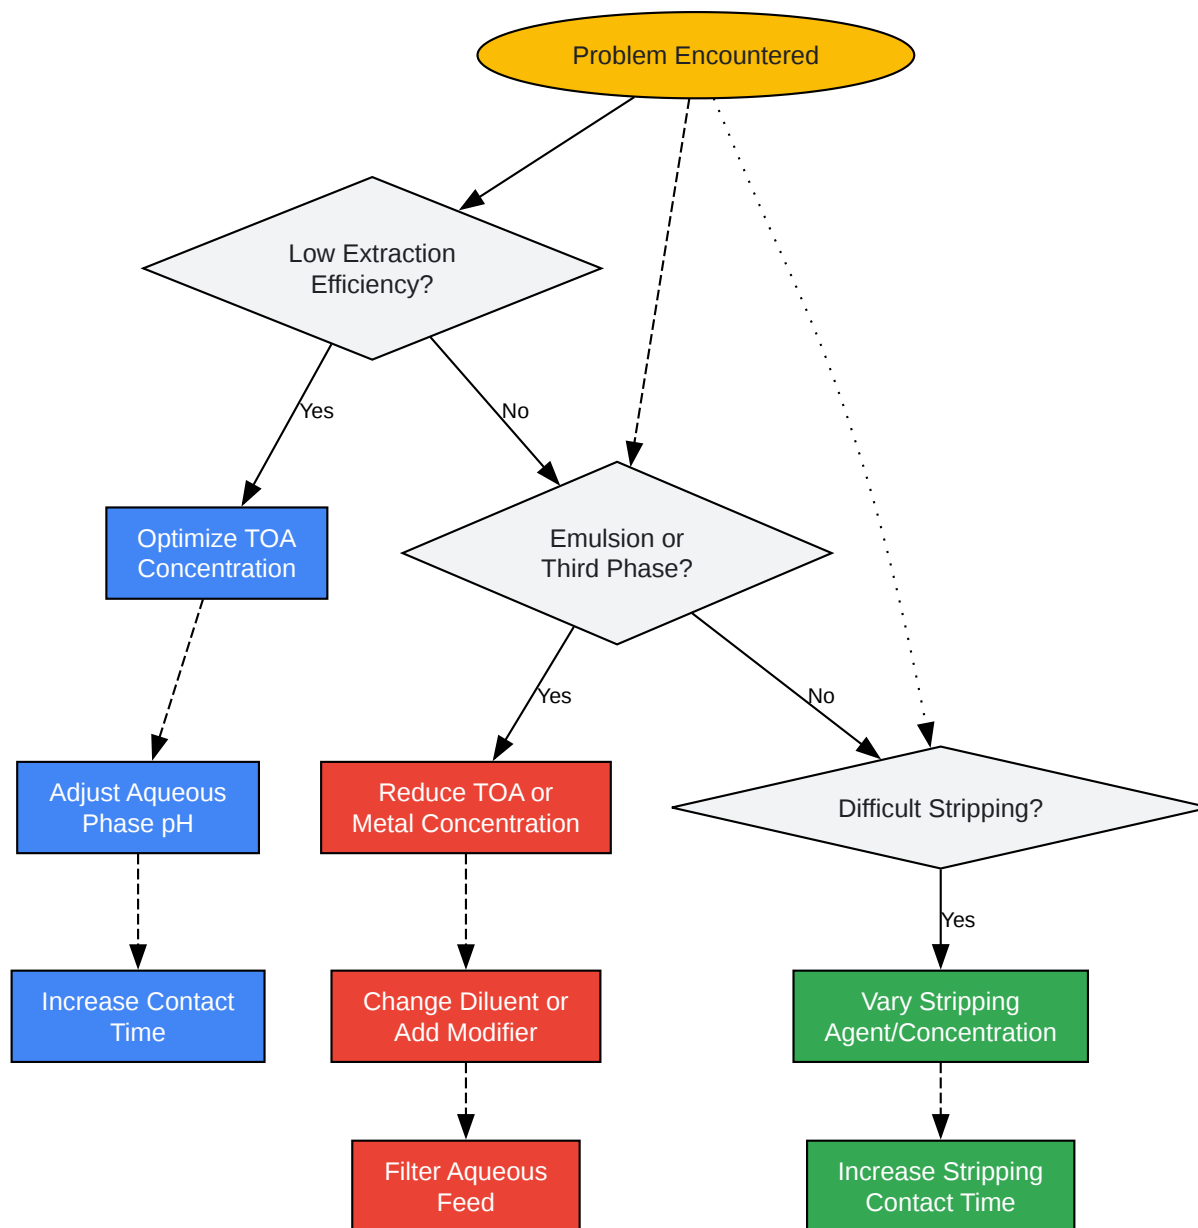 Problem Encountered
Low Extraction
Efficiency?
Yes
No
Optimize TOA
Concentration
Emulsion or
Third Phase?
Yes
No
Adjust Aqueous
Phase pH
Reduce TOA or
Metal Concentration
Difficult Stripping?
Yes
Increase Contact
Time
Change Diluent or
Add Modifier
Vary Stripping
Agent/Concentration
Filter Aqueous
Feed
Increase Stripping
Contact Time